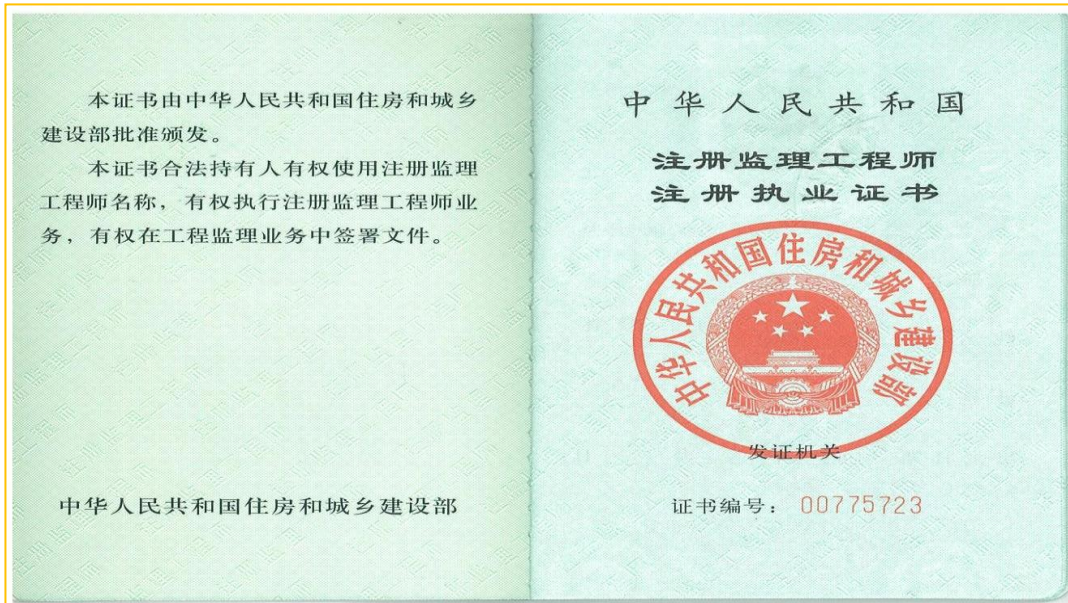 本证书由中华人民共和国住房和城乡
建设部批准颁发。
本证书合法持有人有权使用注册监理
工程师名称，有权执行注册监理工程师业
务，有权在工程监理业务中签署文件。
中华人民共和国住房和城乡建设部
中华人民共和国
注册监理工程师
注册执业证书
中华人民共和国住房和城乡建设部
发证机关
证书编号：00775723